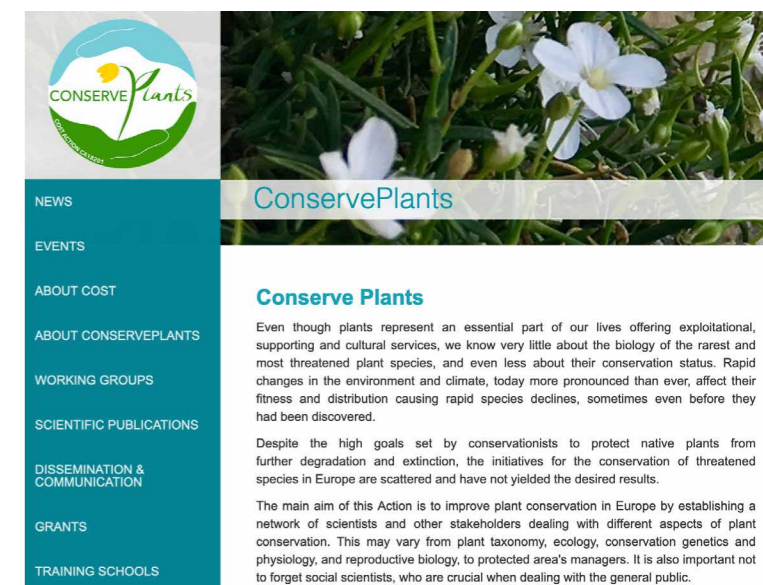 CONSERVE Plants
COST ACTION CA18201
ConservePlants
NEWS
EVENTS
ABOUT COST
ABOUT CONSERVEPLANTS
WORKING GROUPS
SCIENTIFIC PUBLICATIONS
DISSEMINATION &
COMMUNICATION
GRANTS
TRAINING SCHOOLS
Conserve Plants
Even though plants represent an essential part of our lives offering exploitational,
supporting and cultural services, we know very little about the biology of the rarest and
most threatened plant species, and even less about their conservation status. Rapid
changes in the environment and climate, today more pronounced than ever, affect their
fitness and distribution causing rapid species declines, sometimes even before they
had been discovered.
Despite the high goals set by conservationists to protect native plants from
further degradation and extinction, the initiatives for the conservation of threatened
species in Europe are scattered and have not yielded the desired results.
The main aim of this Action is to improve plant conservation in Europe by establishing a
network of scientists and other stakeholders dealing with different aspects of plant
conservation. This may vary from plant taxonomy, ecology, conservation genetics and
physiology, and reproductive biology, to protected area's managers. It is also important not
to forget social scientists, who are crucial when dealing with the general public.